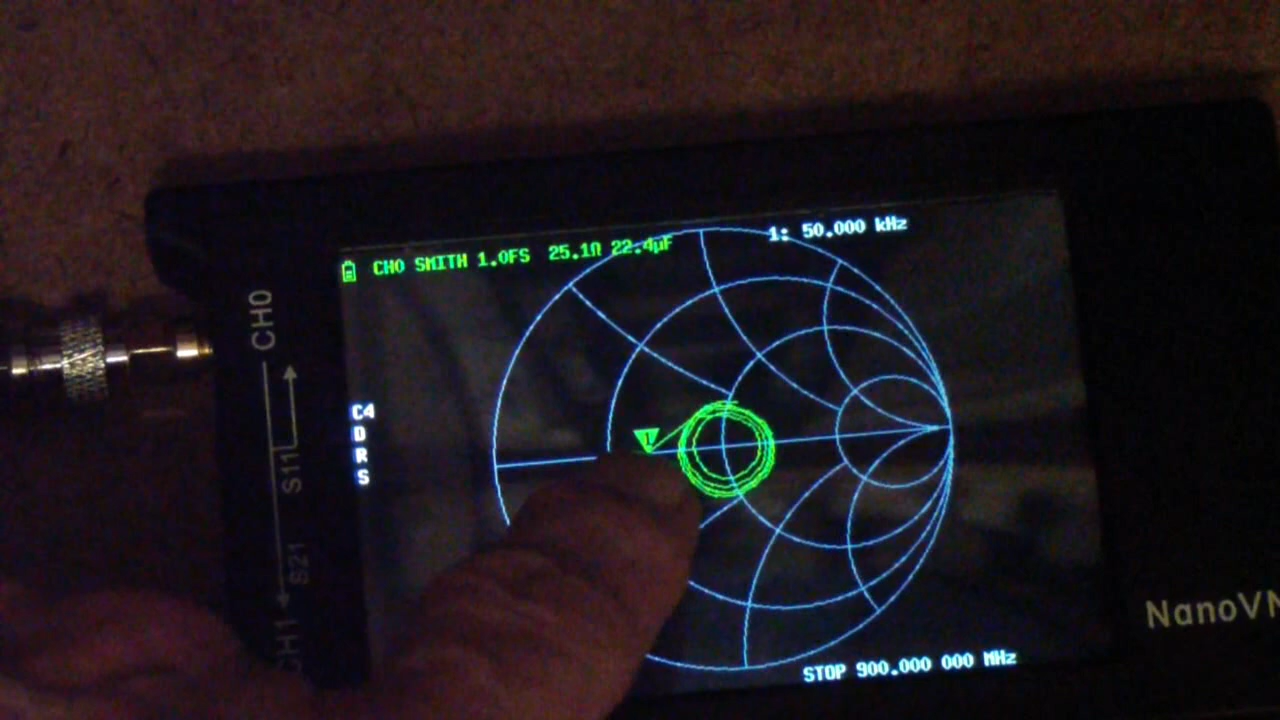 CH0 SMITH 1.0FS 25.1Ω 22.4µF
1: 50.000 kHz
CH0
S11
S21
CH1
C4
D
R
S
1
STOP 900.000 000 MHz
NanoVN